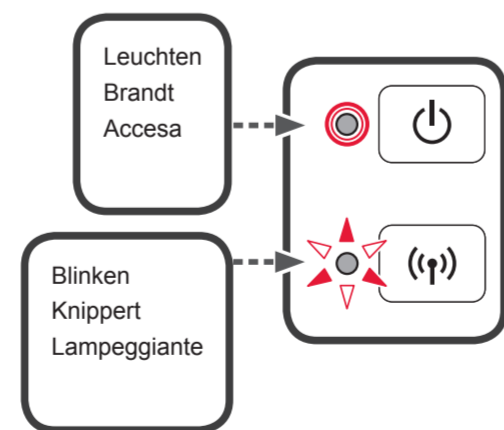 Leuchten
Brandt
Accesa
Blinken
Knippert
Lampeggiante